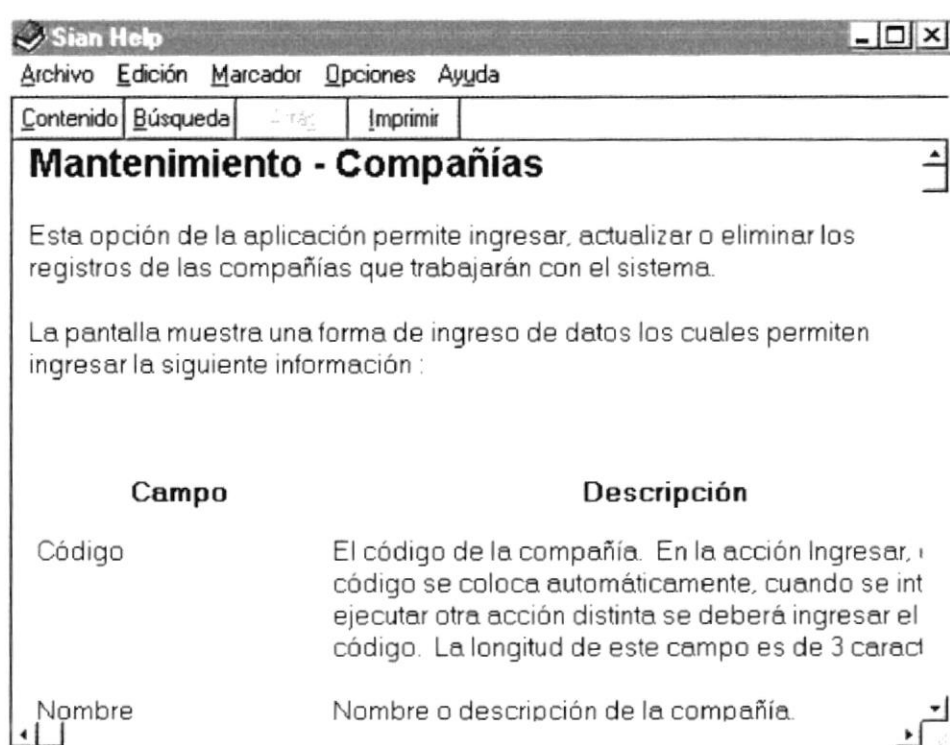 Sian Help
Archivo Edición Marcador Opciones Ayuda
Contenido Búsqueda Atrás Imprimir
Mantenimiento - Compañías
Esta opción de la aplicación permite ingresar, actualizar o eliminar los
registros de las compañías que trabajarán con el sistema.
La pantalla muestra una forma de ingreso de datos los cuales permiten
ingresar la siguiente información :
Campo Descripción
Código El código de la compañía. En la acción Ingresar,
código se coloca automáticamente, cuando se int
ejecutar otra acción distinta se deberá ingresar el
código. La longitud de este campo es de 3 caract
Nombre Nombre o descripción de la compañía.